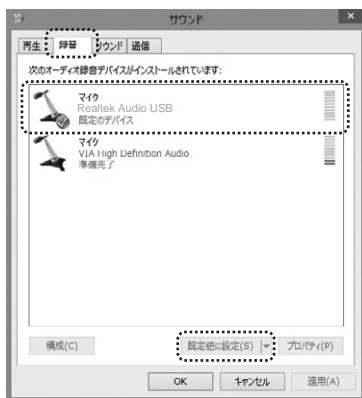 サウンド
再生 録音 サウンド 通信
次のオーディオ録音デバイスがインストールされています:
マイク
Realtek Audio USB
既定のデバイス
マイク
VIA High Definition Audio
準備完了
構成(C) 既定値に設定(S) プロパティ(P)
OK キャンセル 適用(A)